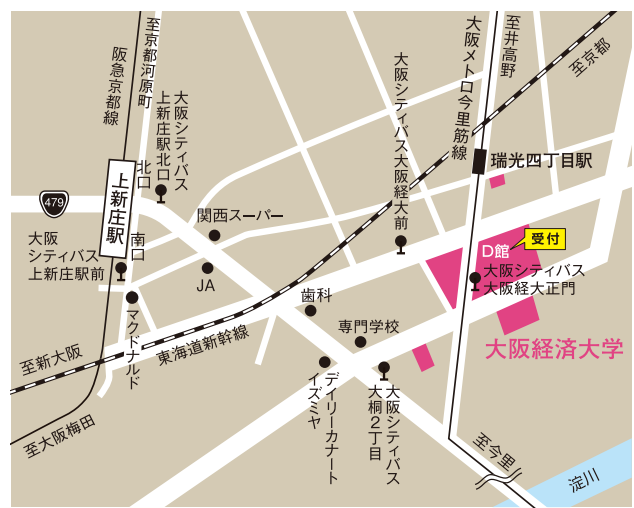 至京都河原町
阪急京都線
大阪シティバス
上新庄駅北口
北口
上新庄駅
南口
479
大阪
シティバス
上新庄駅前
関西スーパー
JA
マクドナルド
至新大阪
東海道新幹線
至大阪梅田
歯科
専門学校
デイリーカナート
イズミヤ
大阪シティバス
大桐2丁目
大阪シティバス大阪経大前
大阪メトロ今里筋線
至井高野
至京都
瑞光四丁目駅
D館
受付
大阪シティバス
大阪経大正門
大阪経済大学
至今里
淀川